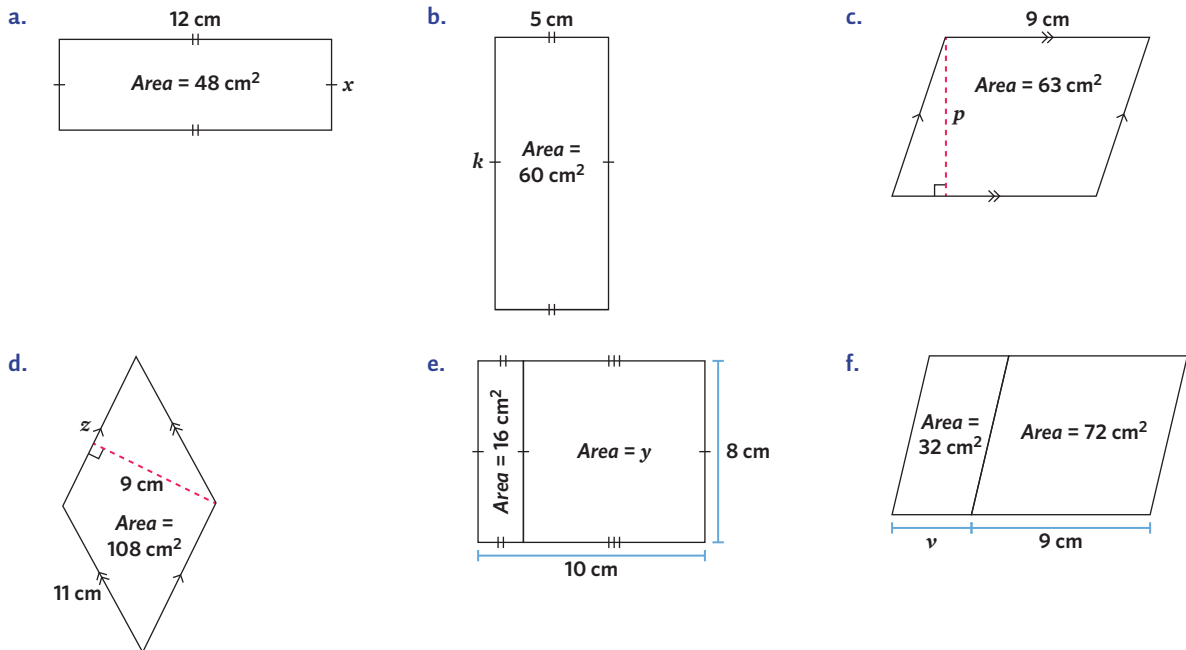 a.
12 cm
Area = 48 cm²
x
b.
5 cm
k
Area =
60 cm²
c.
9 cm
Area = 63 cm²
p
d.
z
9 cm
Area =
108 cm²
11 cm
e.
Area = 16 cm²
Area = y
8 cm
10 cm
f.
Area =
32 cm²
Area = 72 cm²
v
9 cm